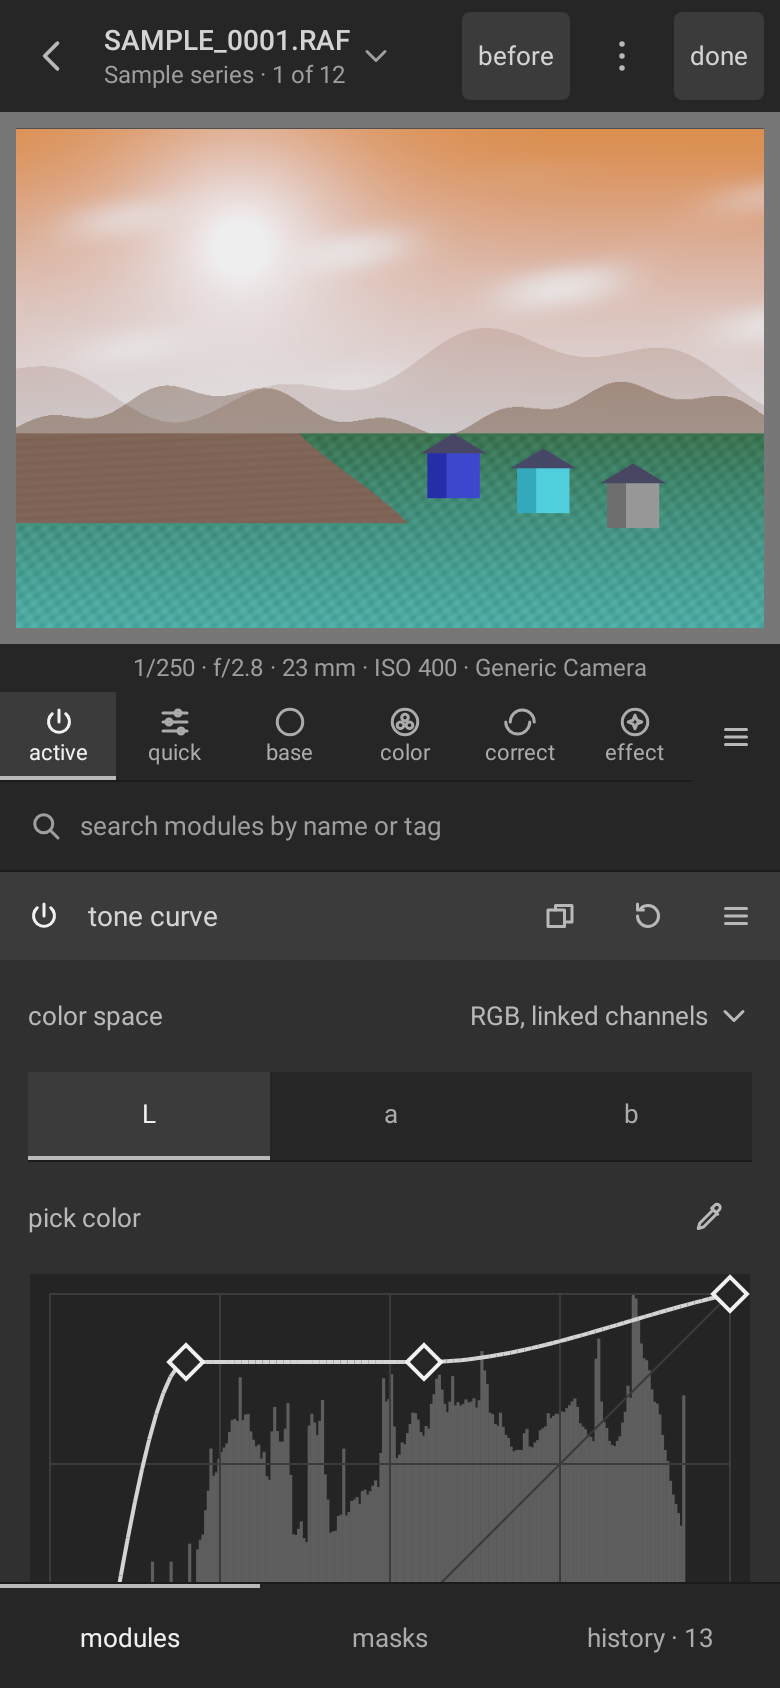 SAMPLE_0001.RAF
Sample series · 1 of 12
before
done
1/250 · f/2.8 · 23 mm · ISO 400 · Generic Camera
active
quick
base
color
correct
effect
search modules by name or tag
tone curve
color space
RGB, linked channels
L
a
b
pick color
modules
masks
history · 13